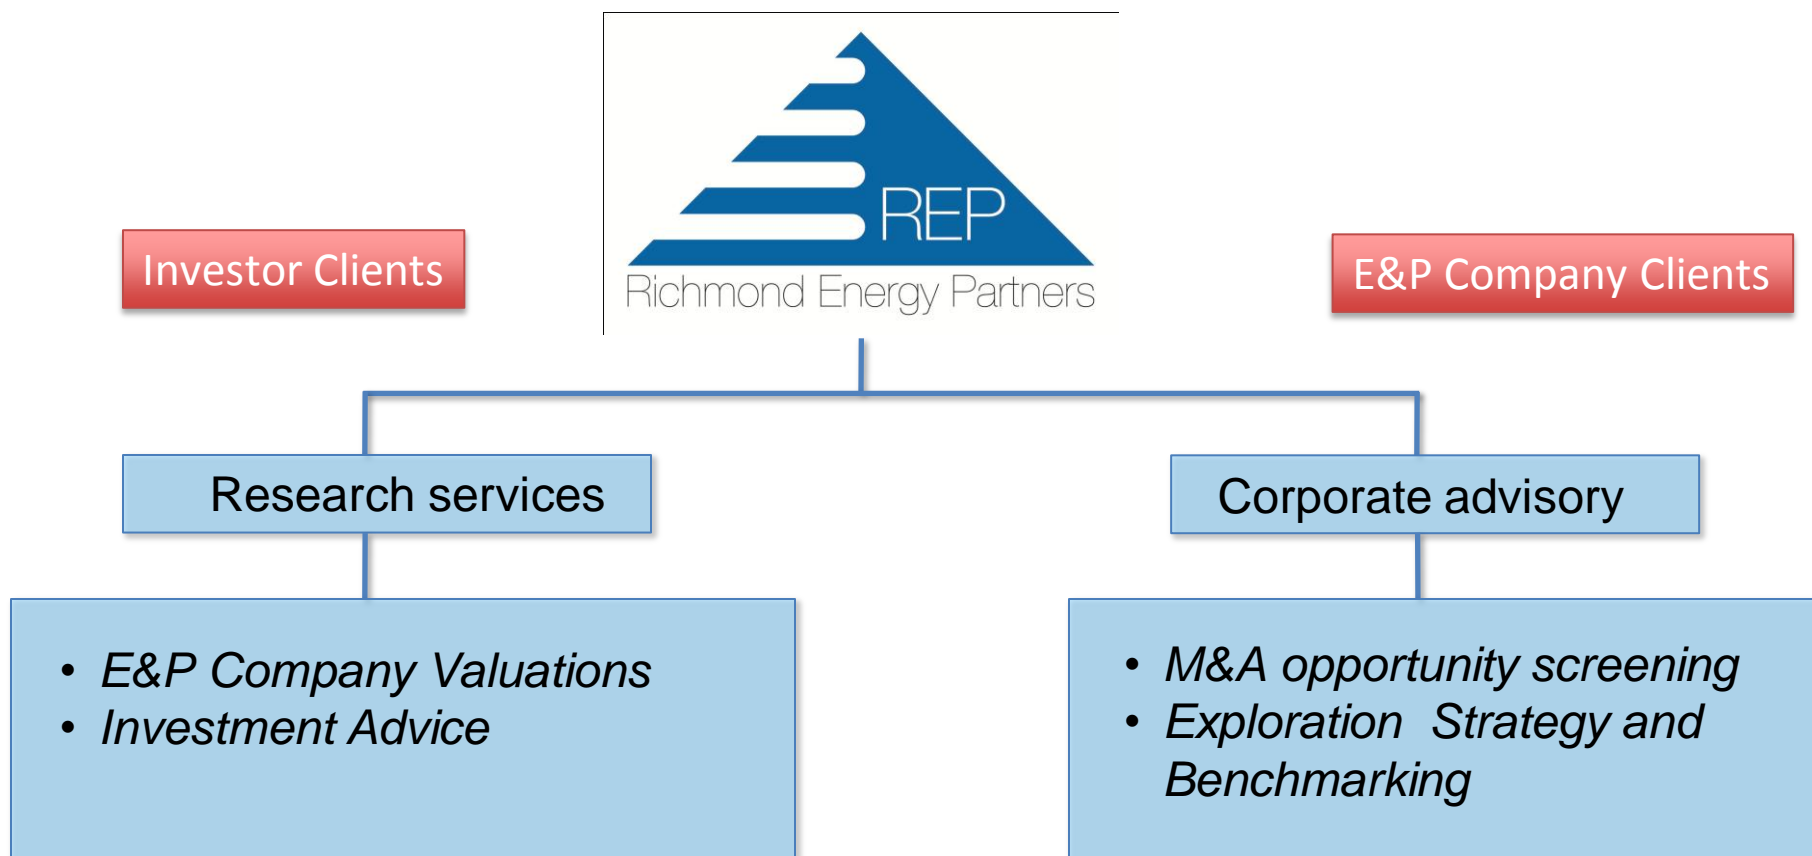 REP
Richmond Energy Partners
Investor Clients
E&P Company Clients
Research services
Corporate advisory
• E&P Company Valuations
• Investment Advice
• M&A opportunity screening
• Exploration  Strategy and
Benchmarking